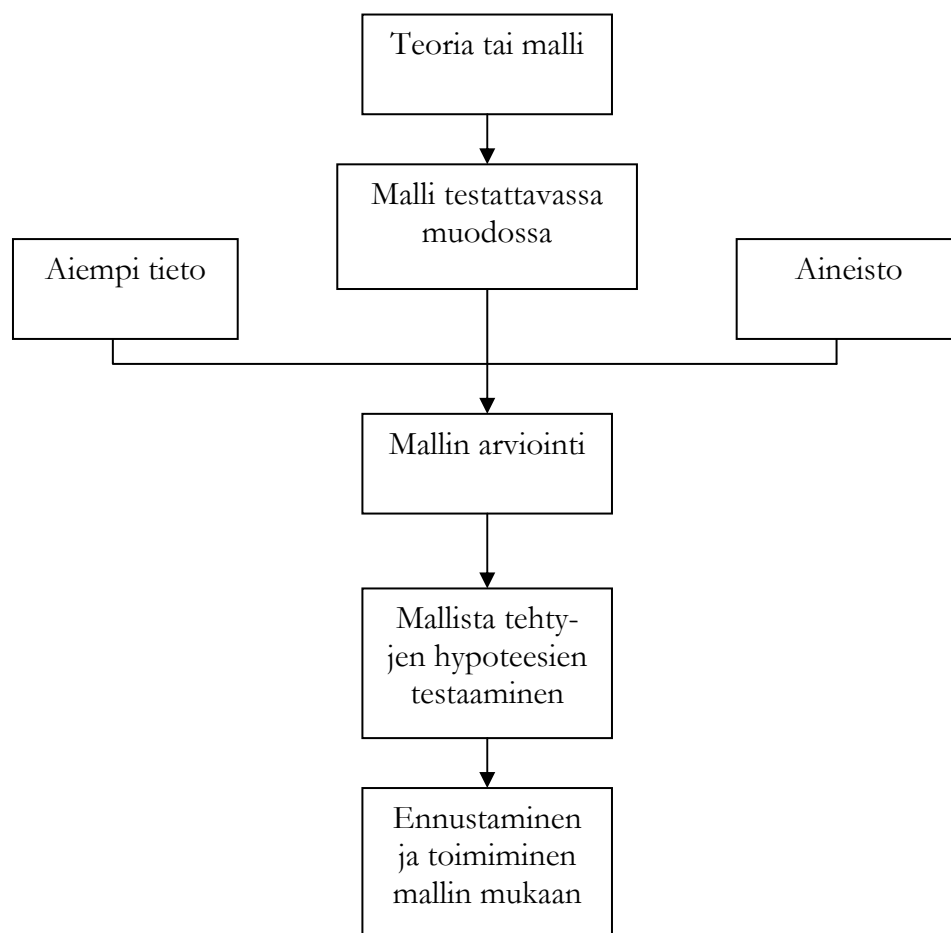 Teoria tai malli
Malli testattavassa
muodossa
Aiempi tieto
Aineisto
Mallin arviointi
Mallista tehty-
jen hypoteesien
testaaminen
Ennustaminen
ja toimiminen
mallin mukaan